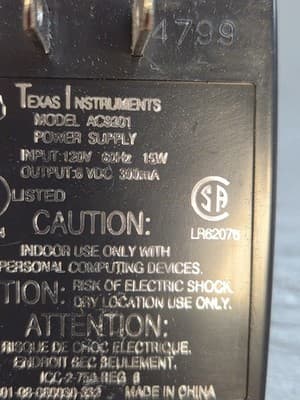 4799
TEXAS INSTRUMENTS
MODEL AC9201
POWER SUPPLY
INPUT: 120V 60Hz 15W
OUTPUT: 6 VDC 300mA
LISTED
LR62076
CAUTION:
INDOOR USE ONLY WITH
PERSONAL COMPUTING DEVICES.
TION: RISK OF ELECTRIC SHOCK
DRY LOCATION USE ONLY.
ATTENTION:
RISQUE DE CHOC ELECTRIQUE.
ENDROIT SEC SEULEMENT.
MADE IN CHINA